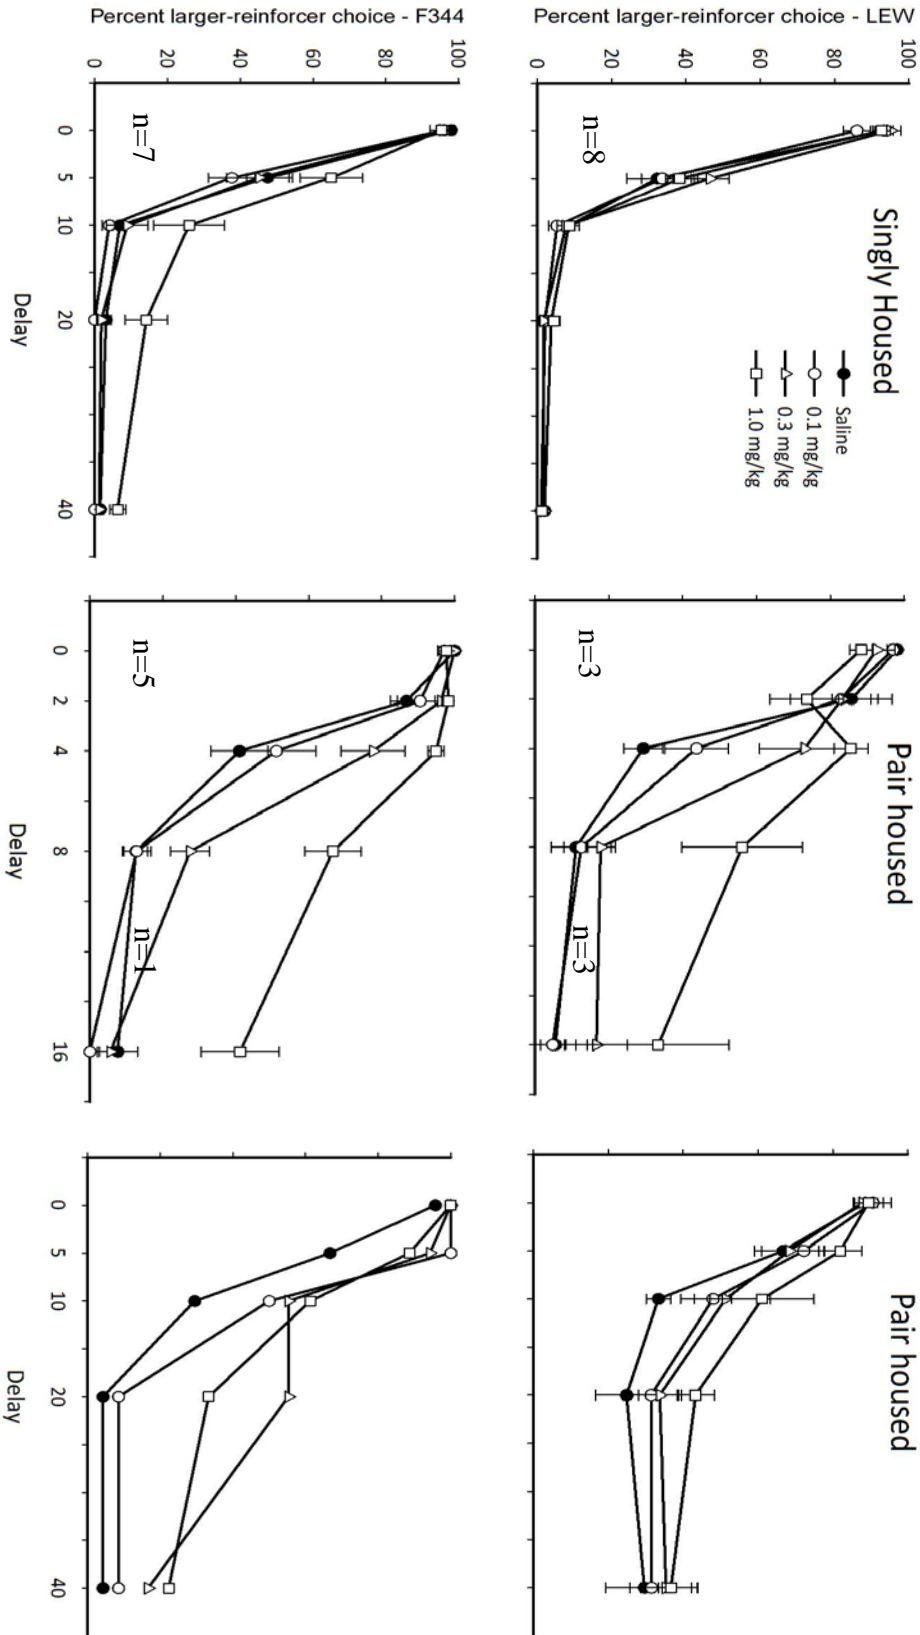 Singly Housed
Pair housed
Pair housed
Percent larger-reinforcer choice - LEW
100
80
60
40
20
0
n=8
Saline
0.1 mg/kg
0.3 mg/kg
1.0 mg/kg
n=3
n=3
Percent larger-reinforcer choice - F344
100
80
60
40
20
0
n=7
n=5
n=1
0
5
10
20
40
0
2
4
8
16
0
5
10
20
40
Delay
Delay
Delay